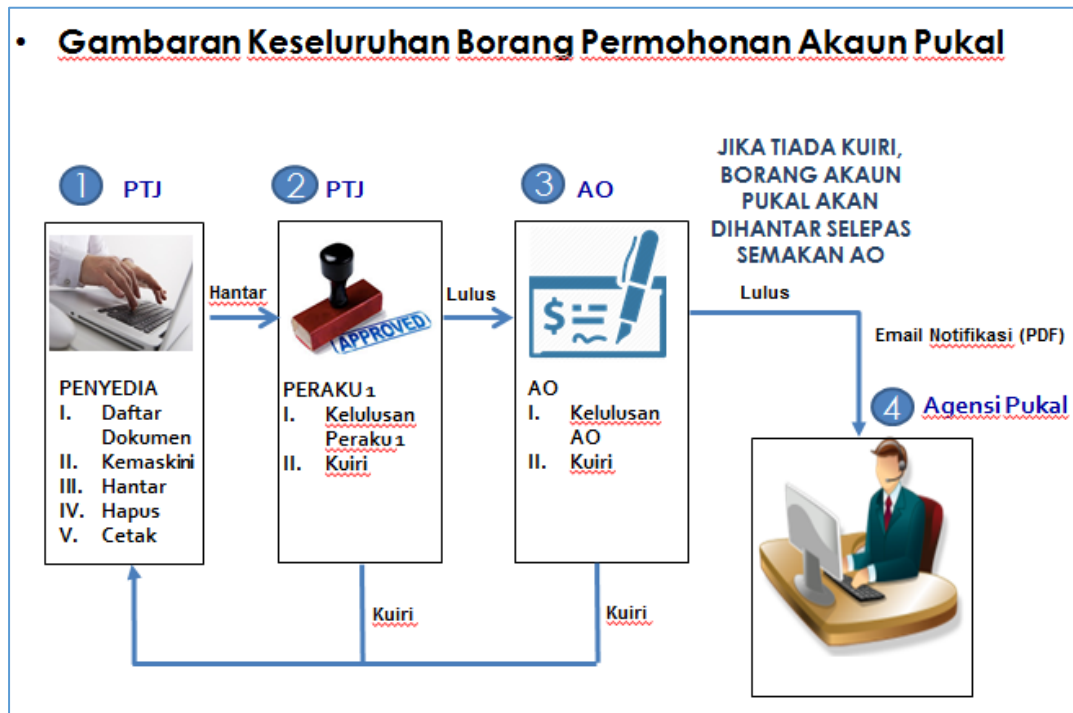 • Gambaran Keseluruhan Borang Permohonan Akaun Pukal
JIKA TIADA KUIRI,
BORANG AKAUN
PUKAL AKAN
DIHANTAR SELEPAS
SEMAKAN AO
1 PTJ
2 PTJ
3 AO
Hantar
Lulus
Lulus
APPROVED
$
Email Notifikasi (PDF)
4 Agensi Pukal
PENYEDIA
I. Daftar
Dokumen
II. Kemaskini
III. Hantar
IV. Hapus
V. Cetak
PERAKU 1
I. Kelulusan
Peraku 1
II. Kuiri
AO
I. Kelulusan
AO
II. Kuiri
Kuiri
Kuiri